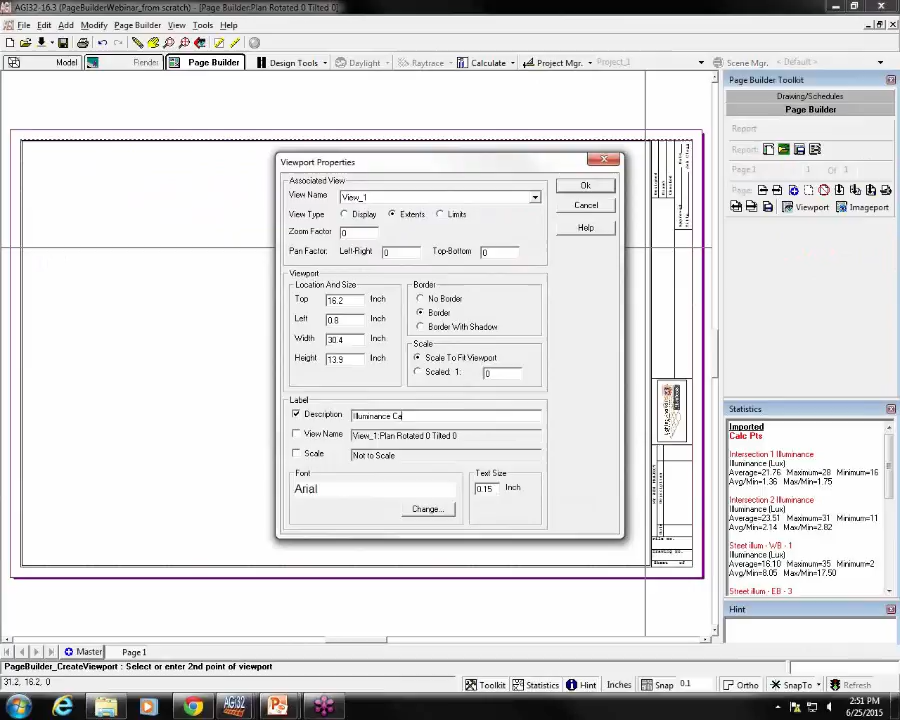 AGI32-16.3 (PageBuilderWebinar_from scratch) - [Page Builder:Plan Rotated 0 Tilted 0]
File Edit Add Modify Page Builder View Tools Help
Model Render Page Builder Design Tools Daylight Raytrace Calculate Project Mgr. Project_1 Scene Mgr. <Default>
Page Builder Toolkit
Drawing/Schedules
Page Builder
Report
Report:
Page.1 1 Of 1
Page:
Viewport Imageport
Viewport Properties
Associated View
View Name View_1
View Type Display Extents Limits
Zoom Factor 0
Pan Factor: Left-Right 0 Top-Bottom 0
Ok
Cancel
Help
Viewport
Location And Size
Top 16.2 Inch
Left 0.8 Inch
Width 30.4 Inch
Height 13.9 Inch
Border
No Border
Border
Border With Shadow
Scale
Scale To Fit Viewport
Scaled 1: 0
Label
Description Illuminance Ca
View Name View_1:Plan Rotated 0 Tilted 0
Scale Not to Scale
Font
Arial
Change...
Text Size
0.15 Inch
Statistics
Imported
Calc Pts
Intersection 1 Illuminance
Illuminance (Lux)
Average=21.76 Maximum=28 Minimum=16
Avg/Min=1.36 Max/Min=1.75
Intersection 2 Illuminance
Illuminance (Lux)
Average=23.51 Maximum=31 Minimum=11
Avg/Min=2.14 Max/Min=2.82
Steet illum - WB - 1
Illuminance (Lux)
Average=16.10 Maximum=35 Minimum=2
Avg/Min=8.05 Max/Min=17.50
Street illum - EB - 3
Hint
Master Page 1
PageBuilder_CreateViewport : Select or enter 2nd point of viewport
31.2, 16.2, 0
Toolkit Statistics Hint Inches Snap 0.1 Ortho SnapTo Refresh
AGI32
2:51 PM
6/25/2015